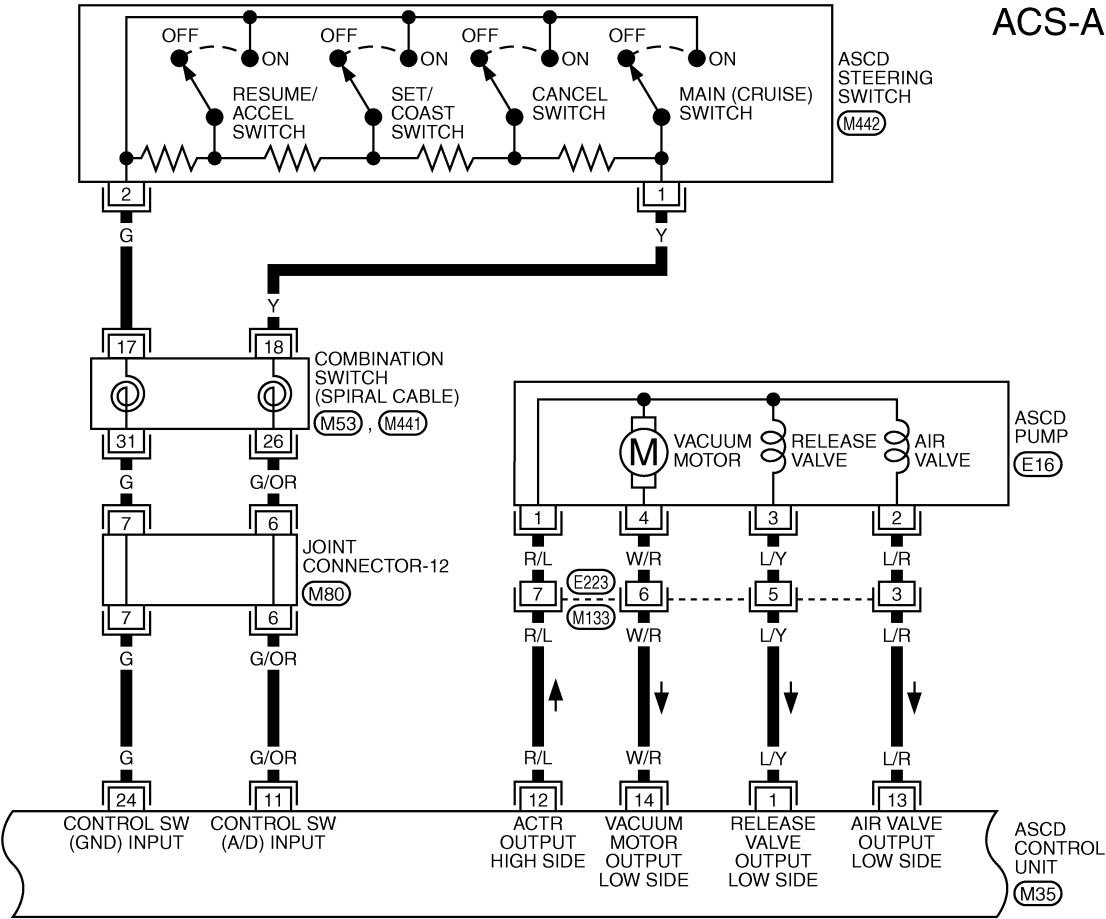 ACS-A
OFF
ON
OFF
ON
OFF
ON
OFF
ON
RESUME/
ACCEL
SWITCH
SET/
COAST
SWITCH
CANCEL
SWITCH
MAIN (CRUISE)
SWITCH
ASCD
STEERING
SWITCH
M442
2
1
G
Y
Y
17
18
COMBINATION
SWITCH
(SPIRAL CABLE)
M53 , M441
31
26
G
G/OR
7
6
JOINT
CONNECTOR-12
M80
7
6
G
G/OR
G
G/OR
24
11
CONTROL SW
(GND) INPUT
CONTROL SW
(A/D) INPUT
M
VACUUM
MOTOR
RELEASE
VALVE
AIR
VALVE
ASCD
PUMP
E16
1
4
3
2
R/L
W/R
L/Y
L/R
7
E223
M133
6
5
3
R/L
W/R
L/Y
L/R
R/L
W/R
L/Y
L/R
12
14
1
13
ACTR
OUTPUT
HIGH SIDE
VACUUM
MOTOR
OUTPUT
LOW SIDE
RELEASE
VALVE
OUTPUT
LOW SIDE
AIR VALVE
OUTPUT
LOW SIDE
ASCD
CONTROL
UNIT
M35